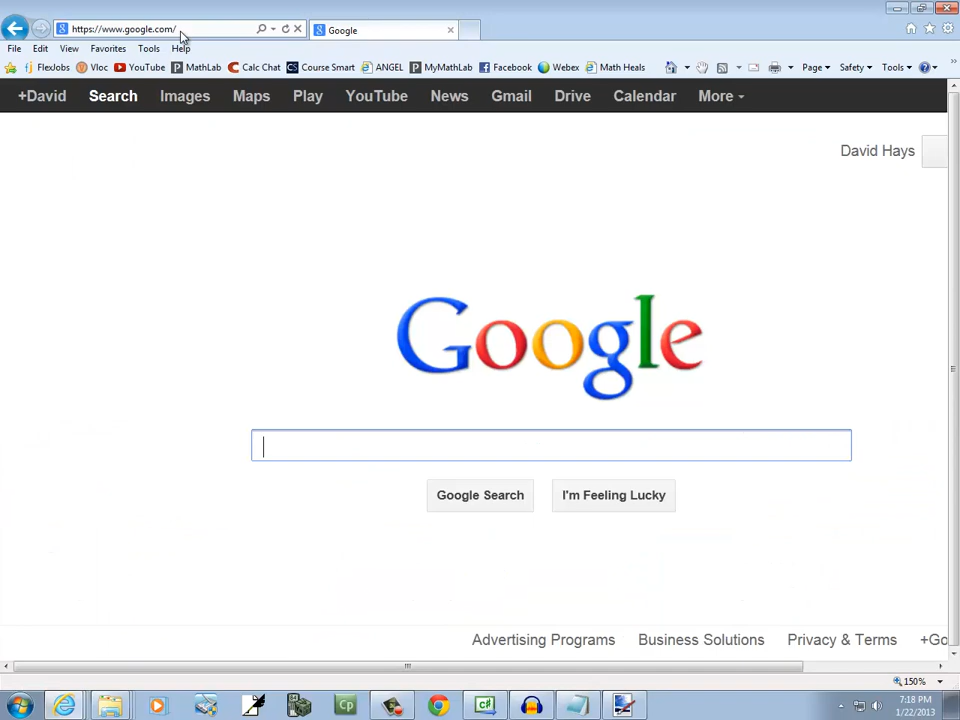 https://www.google.com/
Google
File Edit View Favorites Tools Help
FlexJobs Vloc YouTube MathLab Calc Chat Course Smart ANGEL MyMathLab Facebook Webex Math Heals Page Safety Tools
+David Search Images Maps Play YouTube News Gmail Drive Calendar More
David Hays
Google
Google Search I'm Feeling Lucky
Advertising Programs Business Solutions Privacy & Terms +Go
150%
Cp
7:18 PM
1/22/2013